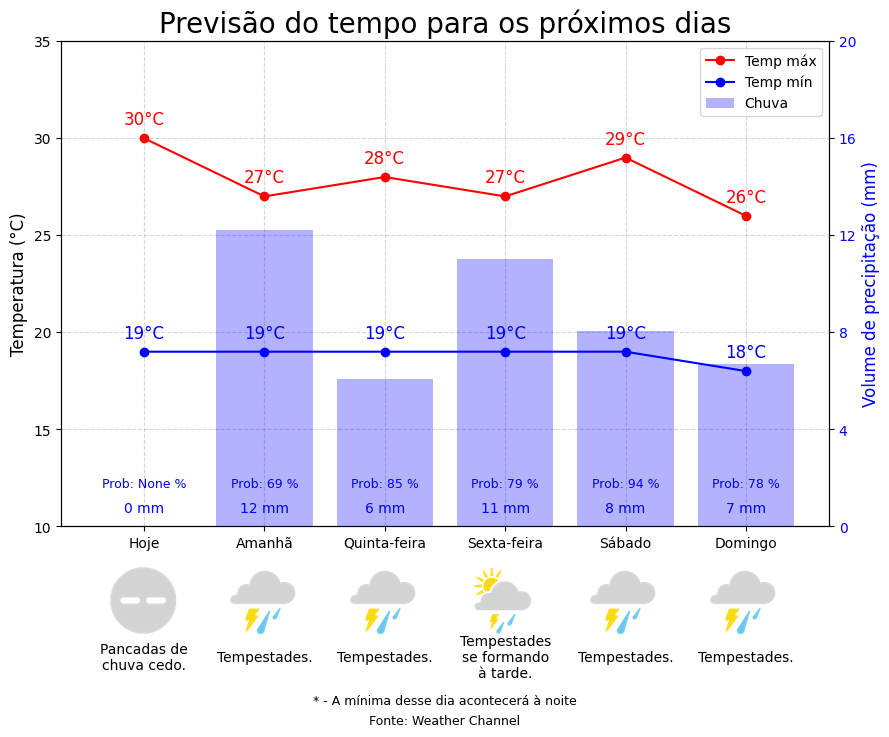 Previsão do tempo para os próximos dias
35
30
25
20
15
10
Temperatura (°C)
20
16
12
8
4
0
Volume de precipitação (mm)
Temp máx
Temp mín
Chuva
30°C
27°C
28°C
27°C
29°C
26°C
19°C
19°C
19°C
19°C
19°C
18°C
Prob: None %
Prob: 69 %
Prob: 85 %
Prob: 79 %
Prob: 94 %
Prob: 78 %
0 mm
12 mm
6 mm
11 mm
8 mm
7 mm
Hoje
Amanhã
Quinta-feira
Sexta-feira
Sábado
Domingo
Pancadas de
chuva cedo.
Tempestades.
Tempestades.
Tempestades
se formando
à tarde.
Tempestades.
Tempestades.
* - A mínima desse dia acontecerá à noite
Fonte: Weather Channel